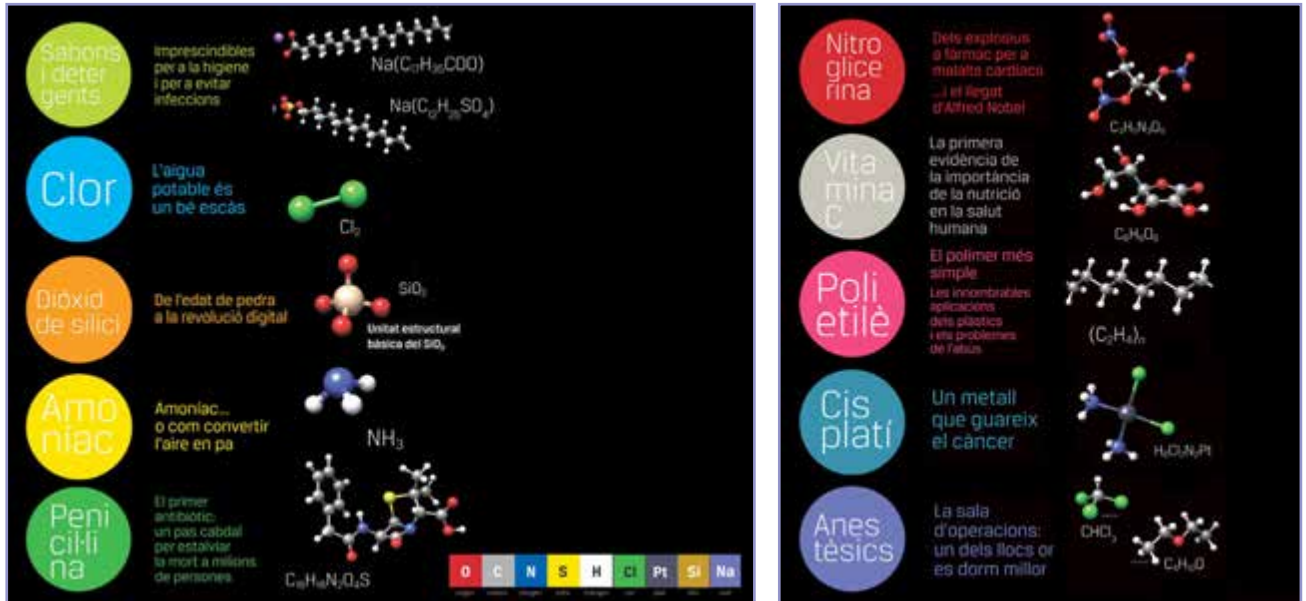 Sabons
i deter
gents
Imprescindibles
per a la higiene
i per a evitar
infeccions
Na(C₁₇H₃₅COO)
Na(C₁₂H₂₅SO₄)
Clor
L'aigua
potable és
un bé escàs
Cl₂
Diòxid
de silici
De l'edat de pedra
a la revolució digital
SiO₂
Unitat estructural
bàsica del SiO₂
Amo
níac
Amoníac...
o com convertir
l'aire en pa
NH₃
Peni
cil·li
na
El primer
antibiòtic:
un pas cabdal
per estalviar
la mort a milions
de persones
C₁₆H₁₈N₂O₄S
O C N S H Cl Pt Si Na
Nitro
glice
rina
Dels explosius
a fàrmac per a
malalts cardíacs
...i el llegat
d'Alfred Nobel
C₃H₅N₃O₉
Vita
mina
C
La primera
evidència de
la importància
de la nutrició
en la salut
humana
C₆H₈O₆
Poli
etilè
El polímer més
simple
Les innombrables
aplicacions
dels plàstics
i els problemes
de l'abús
(C₂H₄)ₙ
Cis
platí
Un metall
que guareix
el càncer
H₆Cl₂N₂Pt
Anes
tèsics
La sala
d'operacions:
un dels llocs on
es dorm millor
CHCl₃
C₄H₁₀O